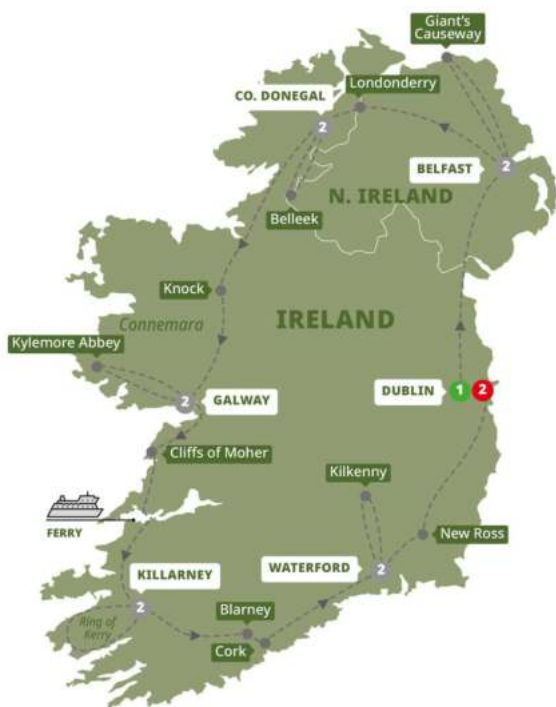 Giant's
Causeway
Londonderry
CO. DONEGAL
2
BELFAST
2
N. IRELAND
Belleek
Knock
Connemara
IRELAND
Kylemore Abbey
2
GALWAY
DUBLIN
1
2
Cliffs of Moher
Kilkenny
FERRY
New Ross
WATERFORD
2
KILLARNEY
2
Blarney
Ring of
Kerry
Cork